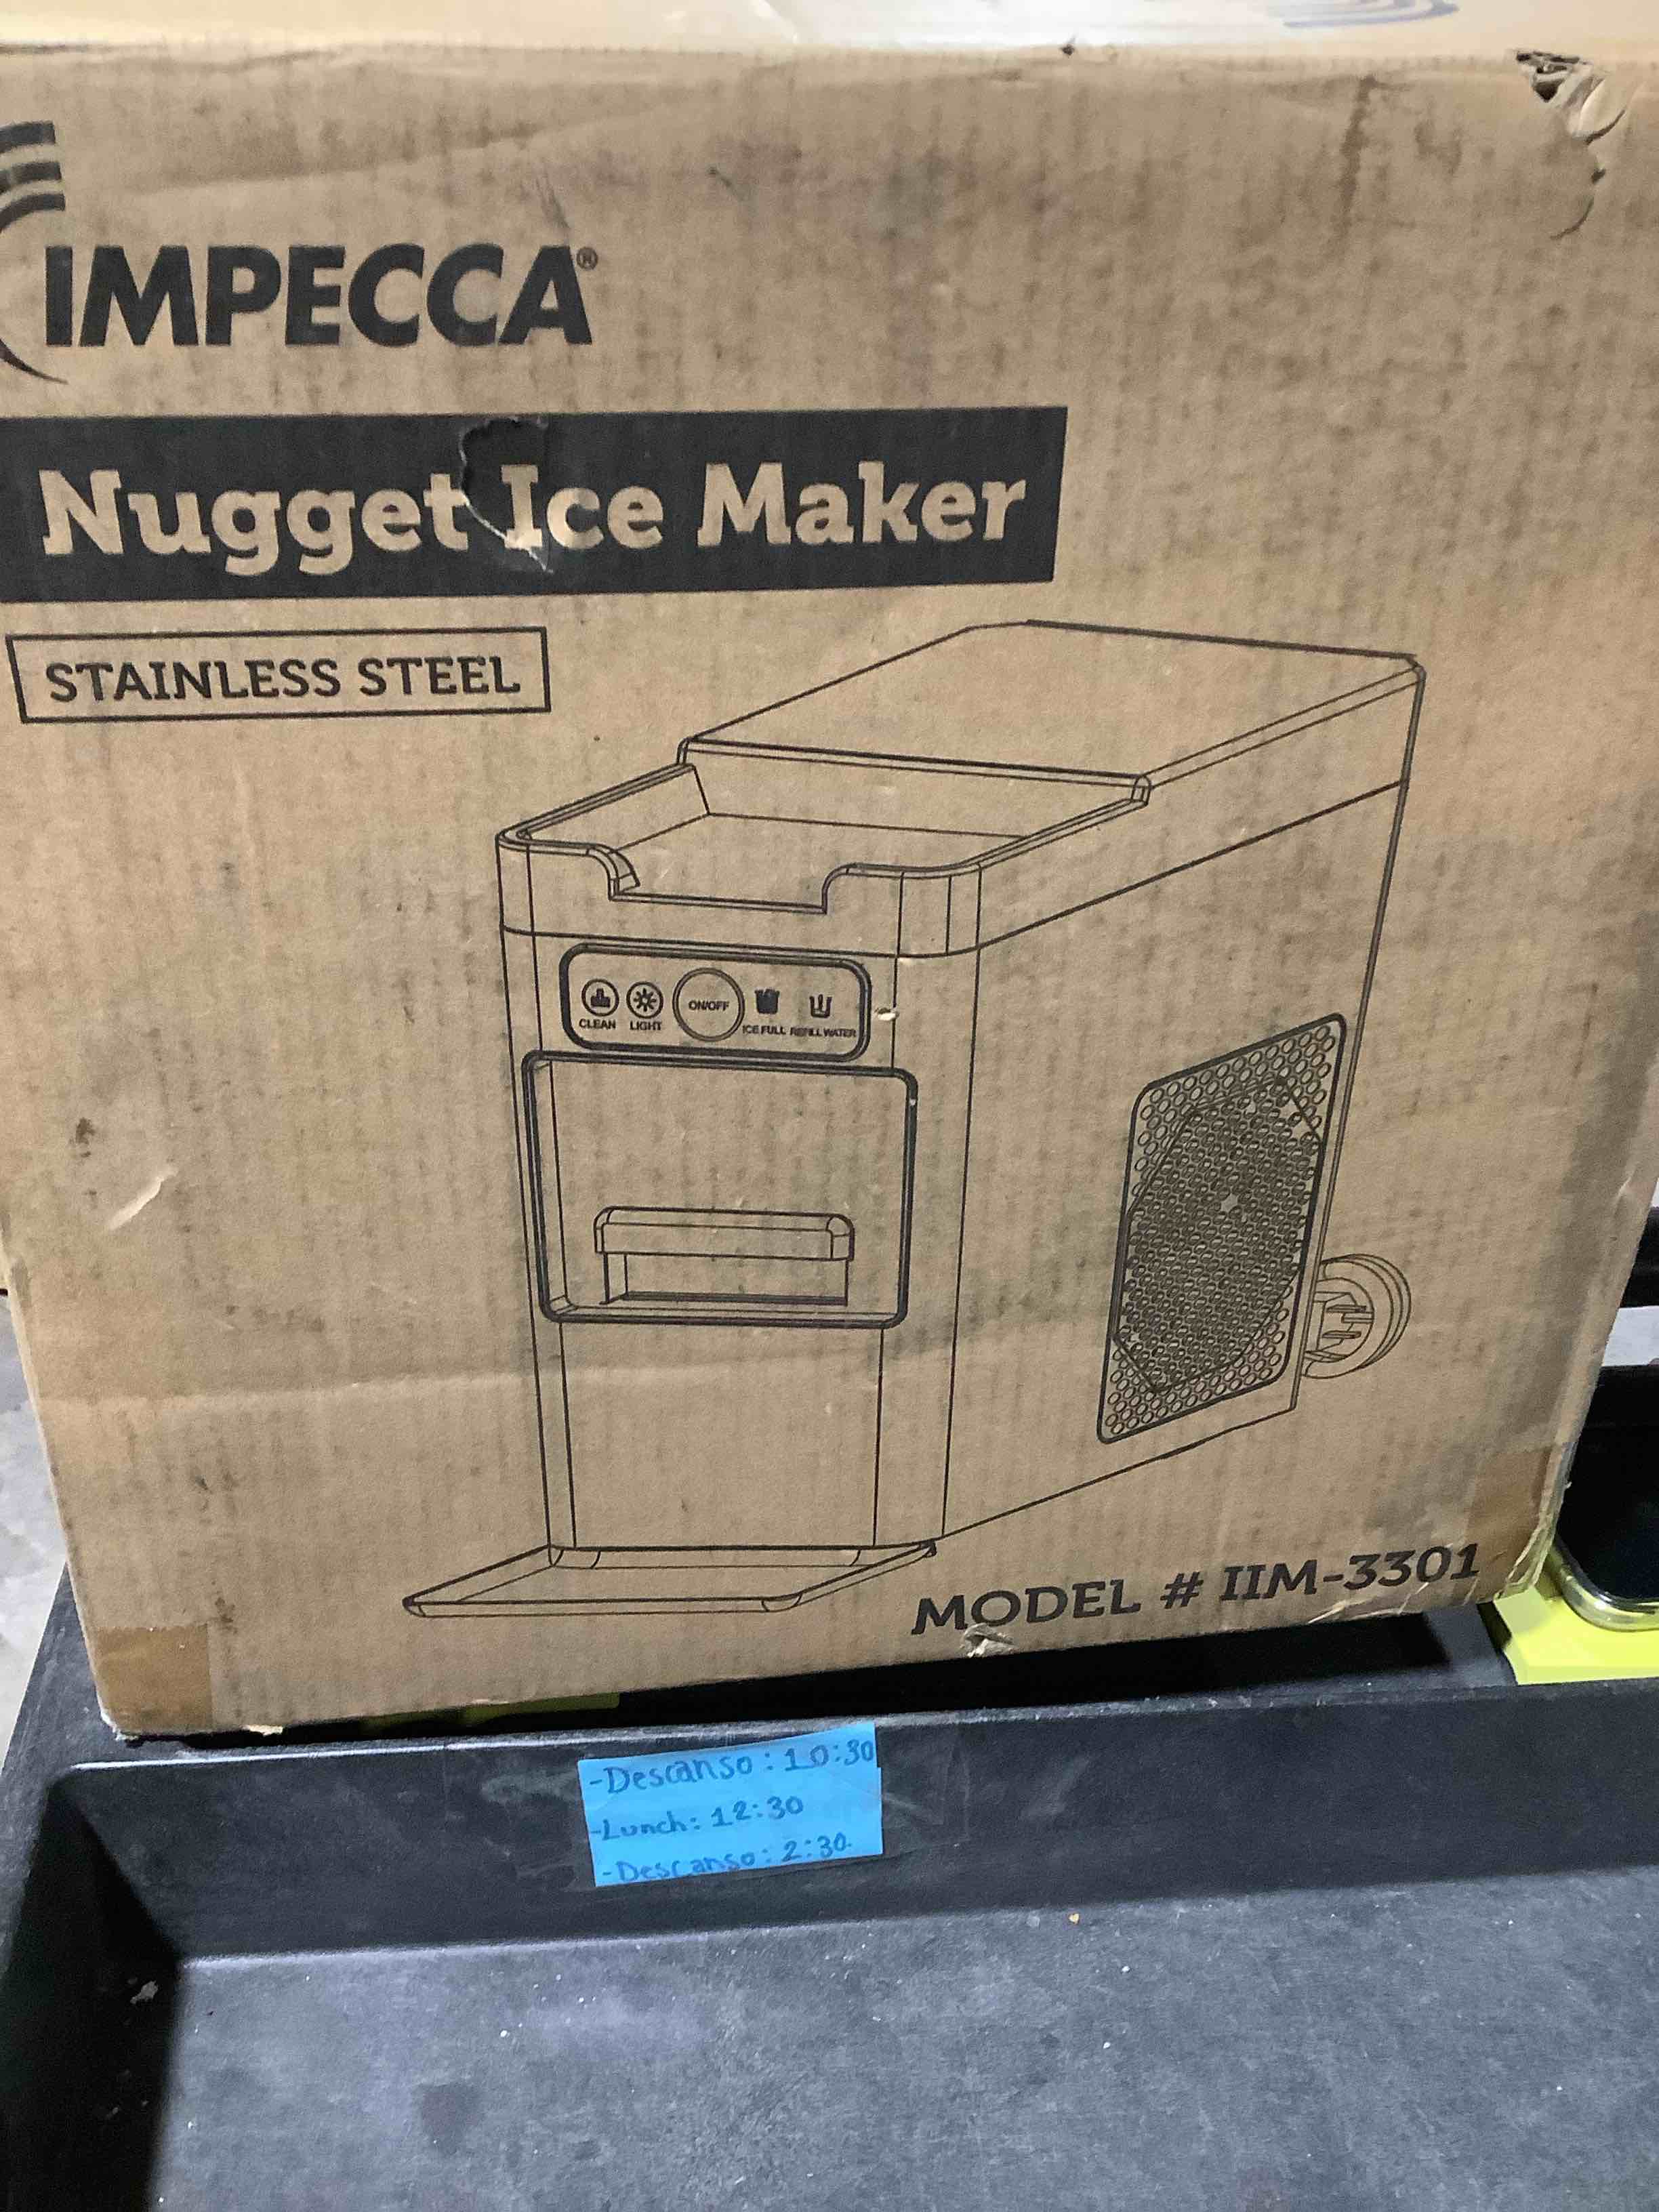 IMPECCA®
Nugget Ice Maker
STAINLESS STEEL
CLEAN LIGHT ON/OFF ICE FULL REFILL WATER
MODEL # IIM-3301
-Descanso: 10:30
-Lunch: 12:30
-Descanso: 2:30.